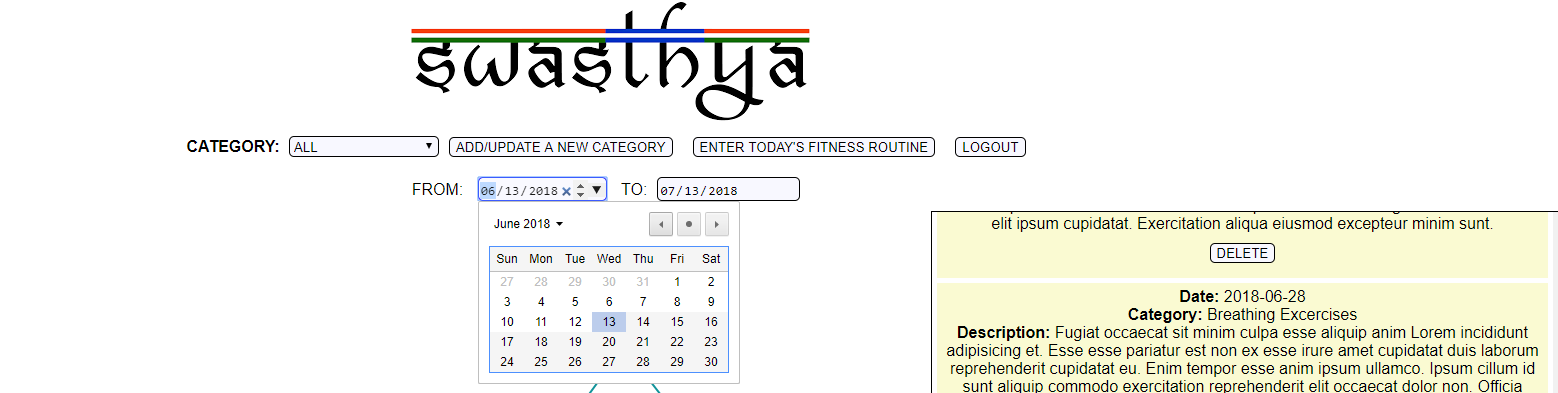 swasthya
CATEGORY: ALL ADD/UPDATE A NEW CATEGORY ENTER TODAY'S FITNESS ROUTINE LOGOUT
FROM: 06/13/2018 TO: 07/13/2018
June 2018
Sun Mon Tue Wed Thu Fri Sat
27 28 29 30 31 1 2
3 4 5 6 7 8 9
10 11 12 13 14 15 16
17 18 19 20 21 22 23
24 25 26 27 28 29 30
elit ipsum cupidatat. Exercitation aliqua eiusmod excepteur minim sunt.
DELETE
Date: 2018-06-28
Category: Breathing Excercises
Description: Fugiat occaecat sit minim culpa esse aliquip anim Lorem incididunt
adipisicing et. Esse esse pariatur est non ex esse irure amet cupidatat duis laborum
reprehenderit cupidatat eu. Enim tempor esse anim ipsum ullamco. Ipsum cillum id
sunt aliquip commodo exercitation reprehenderit elit occaecat dolor non. Officia